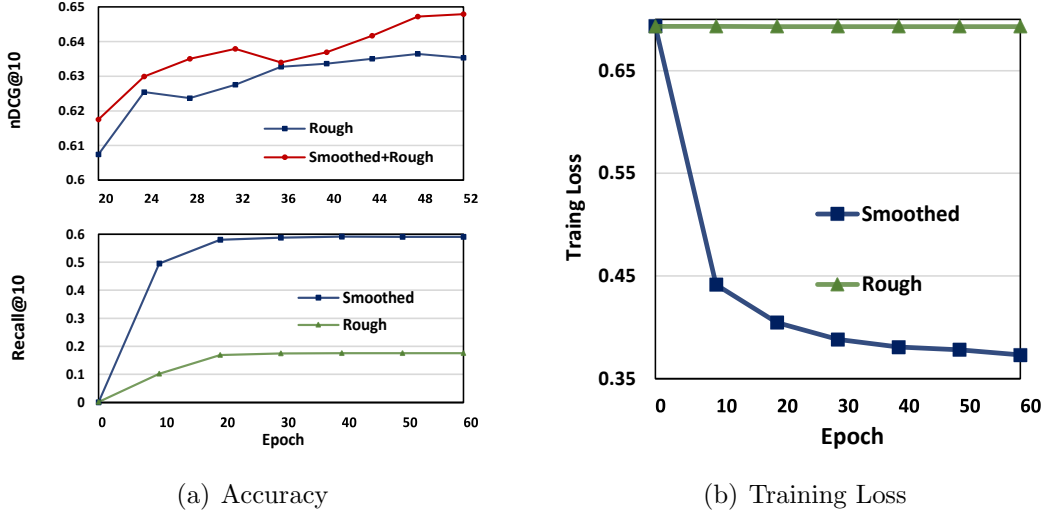 0.65
0.64
0.63
0.62
0.61
0.6
nDCG@10
Rough
Smoothed+Rough
20 24 28 32 36 40 44 48 52
0.6
0.5
0.4
0.3
0.2
0.1
0
Recall@10
Smoothed
Rough
0 10 20 30 40 50 60
Epoch
(a) Accuracy
0.65
0.55
0.45
0.35
Traing Loss
Smoothed
Rough
0 10 20 30 40 50 60
Epoch
(b) Training Loss